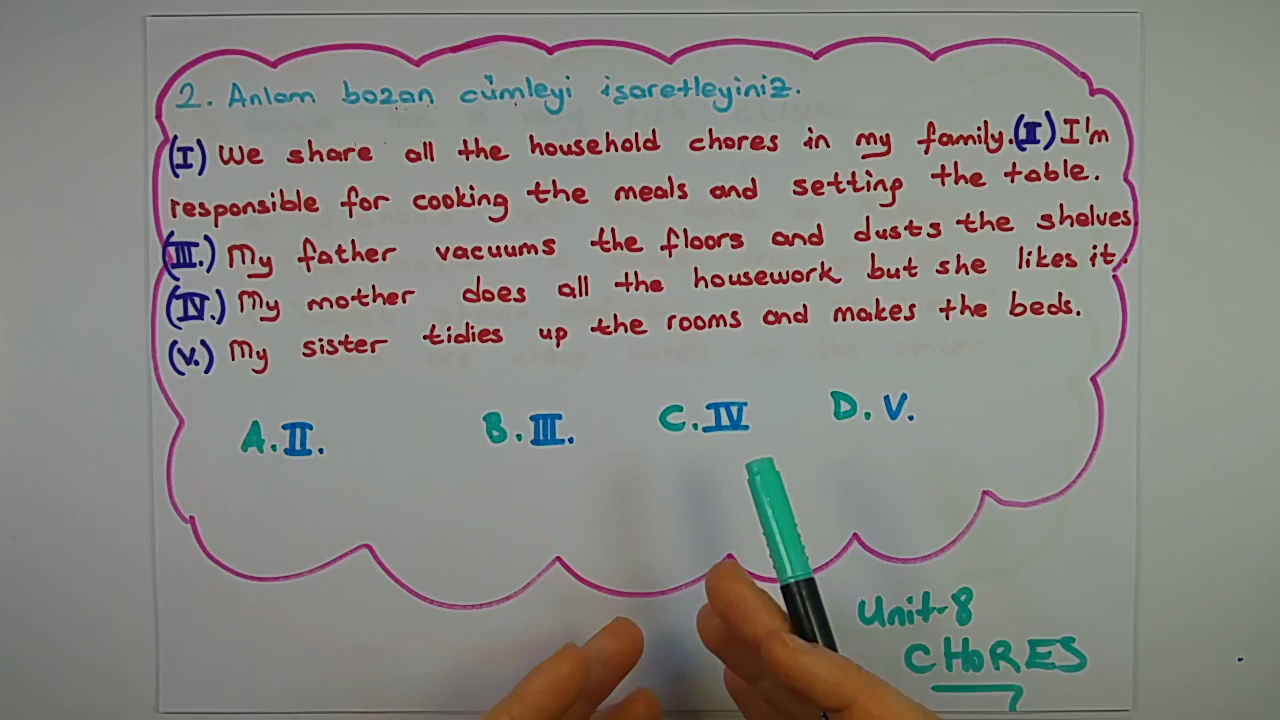 2. Anlam bozan cümleyi işaretleyiniz.
(I) We share all the household chores in my family. (II) I'm
responsible for cooking the meals and setting the table.
(III.) My father vacuums the floors and dusts the shelves.
(IV.) My mother does all the housework but she likes it.
(V.) My sister tidies up the rooms and makes the beds.
A. II. B. III. C. IV D. V.
Unit-8
CHORES